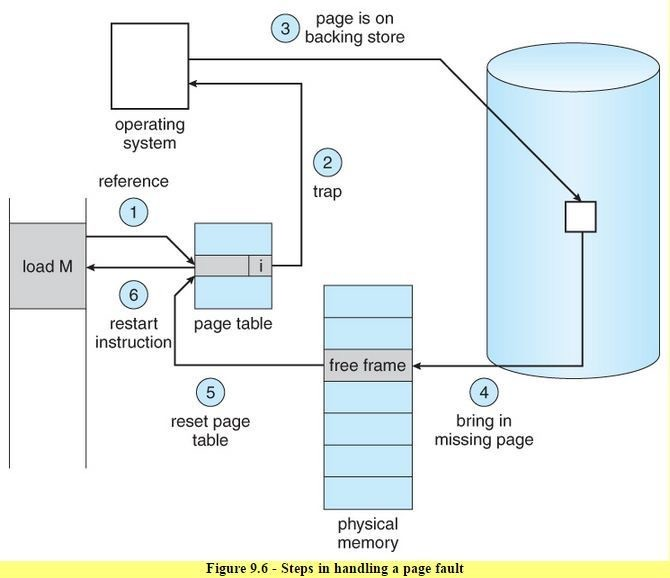 3
page is on
backing store
operating
system
2
trap
reference
1
load M
i
6
restart
instruction
page table
5
reset page
table
free frame
4
bring in
missing page
physical
memory
Figure 9.6 - Steps in handling a page fault